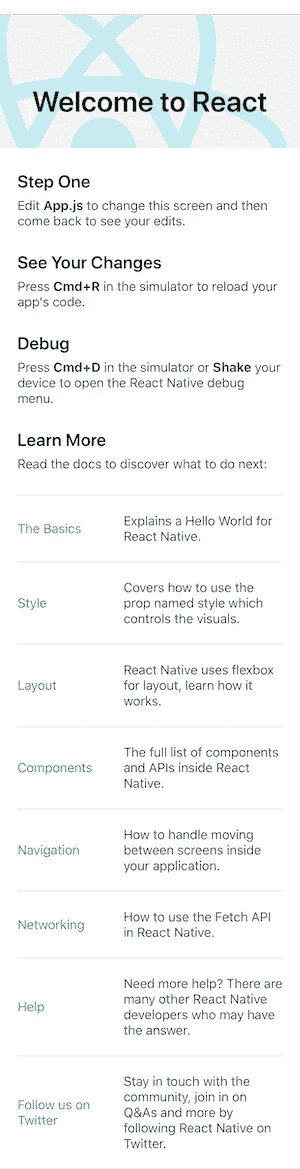 Welcome to React
Step One
Edit App.js to change this screen and then
come back to see your edits.
See Your Changes
Press Cmd+R in the simulator to reload your
app's code.
Debug
Press Cmd+D in the simulator or Shake your
device to open the React Native debug
menu.
Learn More
Read the docs to discover what to do next:
The Basics
Explains a Hello World for
React Native.
Style
Covers how to use the
prop named style which
controls the visuals.
Layout
React Native uses flexbox
for layout, learn how it
works.
Components
The full list of components
and APIs inside React
Native.
Navigation
How to handle moving
between screens inside
your application.
Networking
How to use the Fetch API
in React Native.
Help
Need more help? There are
many other React Native
developers who may have
the answer.
Follow us on
Twitter
Stay in touch with the
community, join in on
Q&As and more by
following React Native on
Twitter.